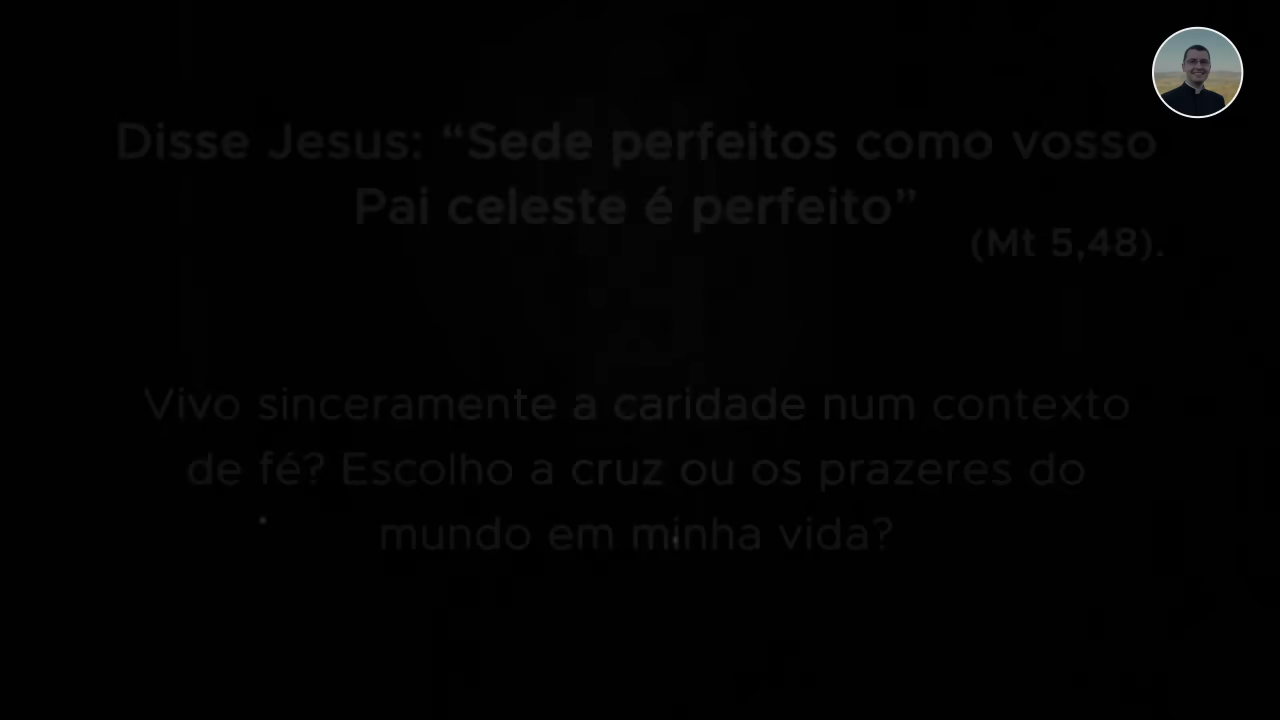 Disse Jesus: “Sede perfeitos como vosso
Pai celeste é perfeito”
(Mt 5,48).
Vivo sinceramente a caridade num contexto
de fé? Escolho a cruz ou os prazeres do
mundo em minha vida?